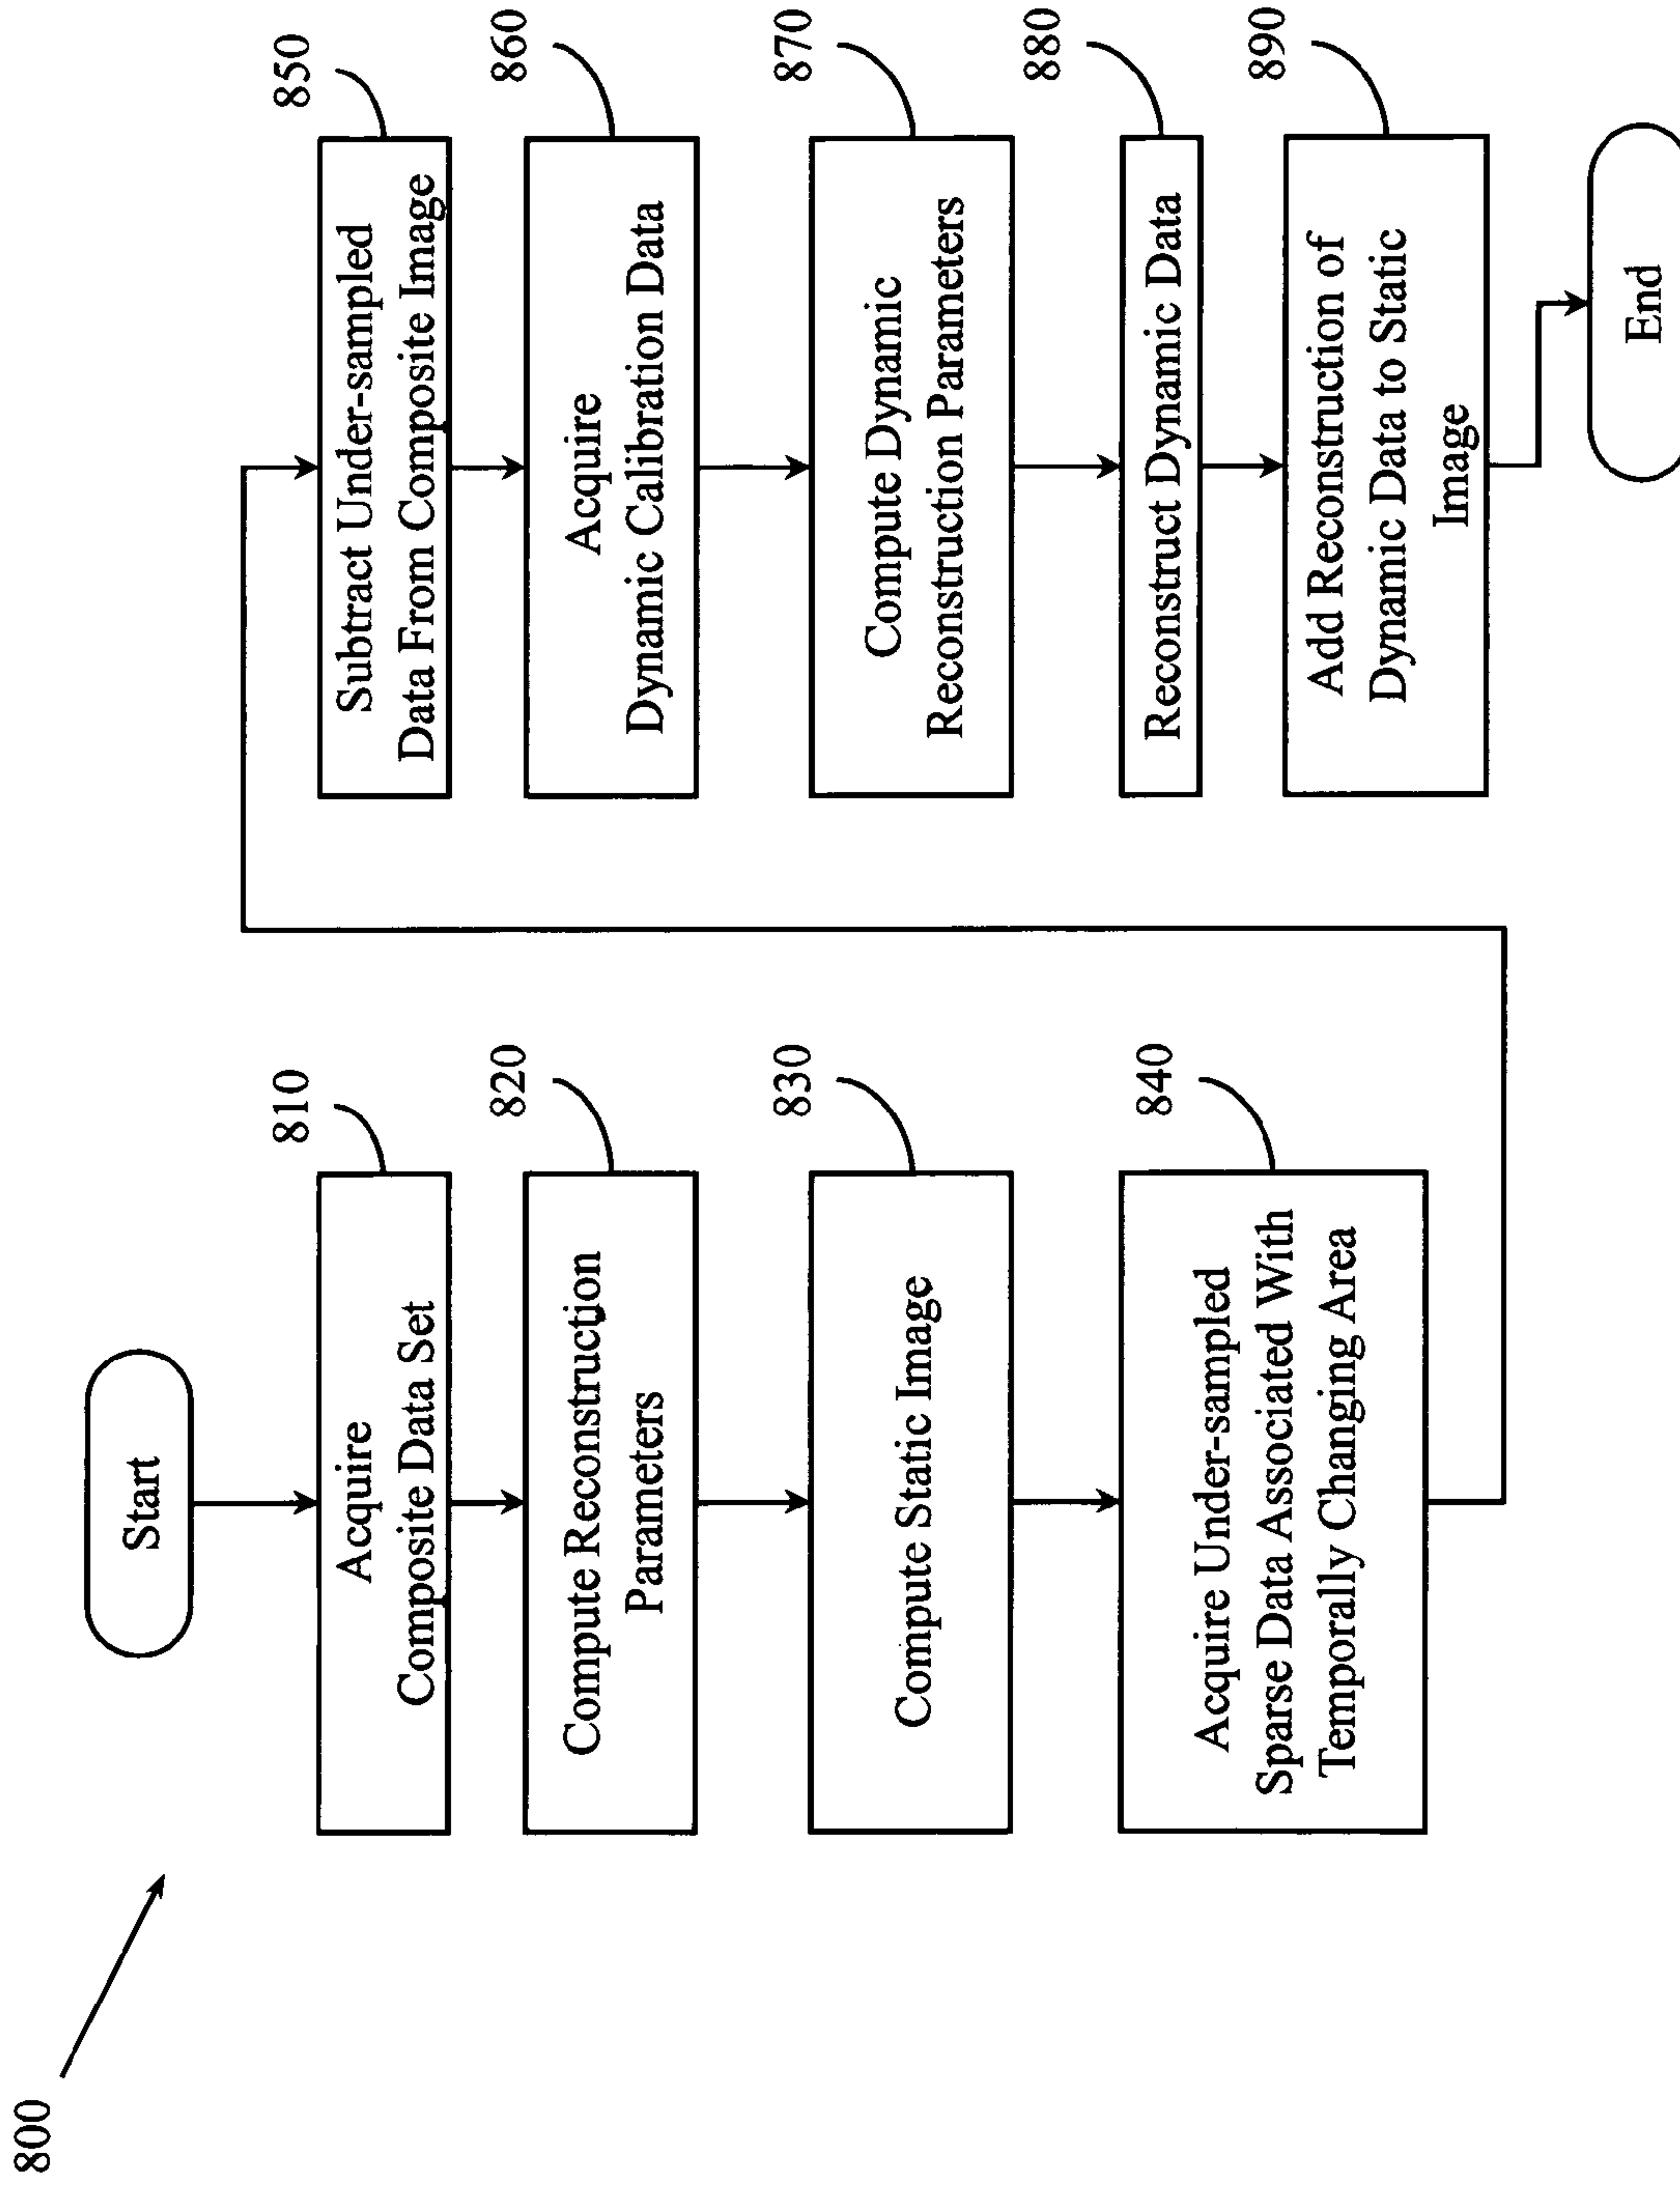 800
Start
810
Acquire
Composite Data Set
820
Compute Reconstruction
Parameters
830
Compute Static Image
840
Acquire Under-sampled
Sparse Data Associated With
Temporally Changing Area
850
Subtract Under-sampled
Data From Composite Image
860
Acquire
Dynamic Calibration Data
870
Compute Dynamic
Reconstruction Parameters
880
Reconstruct Dynamic Data
890
Add Reconstruction of
Dynamic Data to Static
Image
End